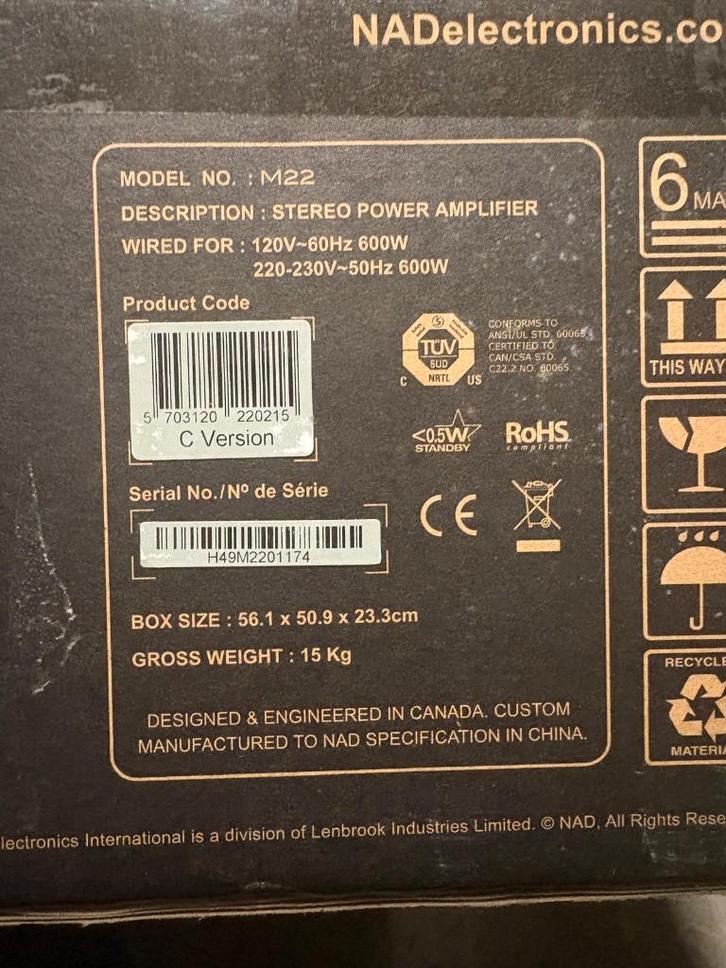 NADelectronics.co
MODEL NO. : M22
DESCRIPTION : STEREO POWER AMPLIFIER
WIRED FOR : 120V~60Hz 600W
220-230V~50Hz 600W
Product Code
5 703120 220215
C Version
TÜV
SÜD
NRTL
C US
CONFORMS TO
ANSI/UL STD. 60065
CERTIFIED TO
CAN/CSA STD.
C22.2 NO. 60065
<0.5W
STANDBY
RoHS
compliant
Serial No./Nº de Série
H49M2201174
CE
BOX SIZE : 56.1 x 50.9 x 23.3cm
GROSS WEIGHT : 15 Kg
DESIGNED & ENGINEERED IN CANADA. CUSTOM
MANUFACTURED TO NAD SPECIFICATION IN CHINA.
6 MA
THIS WAY
RECYCLE
MATERIA
lectronics International is a division of Lenbrook Industries Limited. © NAD, All Rights Rese